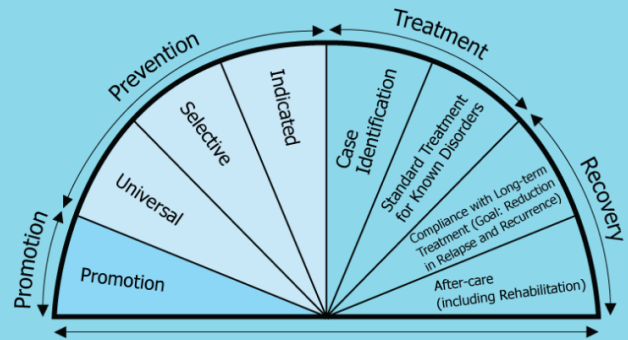 Promotion
Prevention
Treatment
Recovery
Promotion
Universal
Selective
Indicated
Case
Identification
Standard Treatment
for Known Disorders
Compliance with Long-term
Treatment (Goal: Reduction
in Relapse and Recurrence)
After-care
(including Rehabilitation)